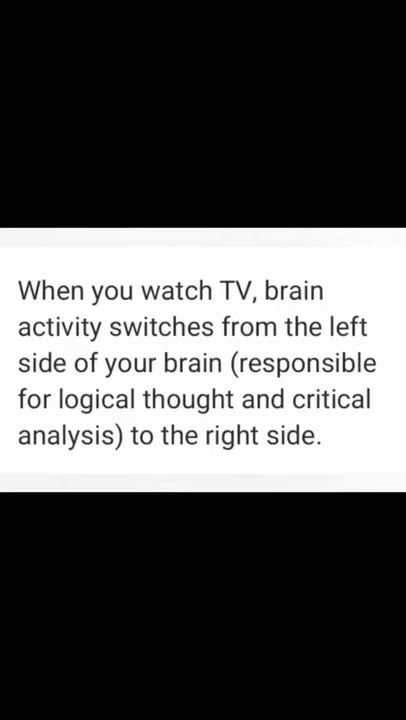 When you watch TV, brain
activity switches from the left
side of your brain (responsible
for logical thought and critical
analysis) to the right side.